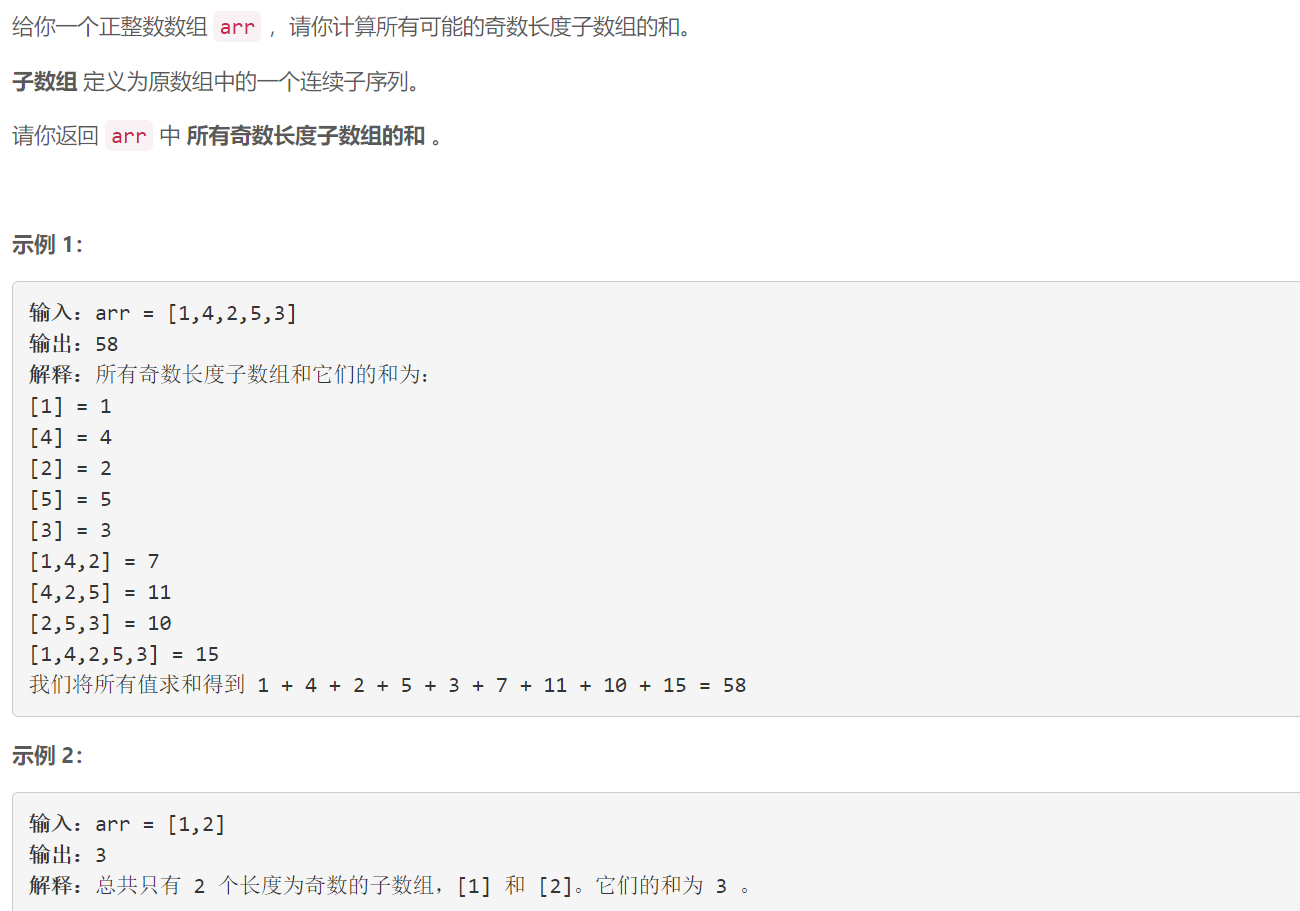 给你一个正整数数组 arr ，请你计算所有可能的奇数长度子数组的和。
子数组 定义为原数组中的一个连续子序列。
请你返回 arr 中 所有奇数长度子数组的和 。
示例 1：
输入：arr = [1,4,2,5,3]
输出：58
解释：所有奇数长度子数组和它们的和为：
[1] = 1
[4] = 4
[2] = 2
[5] = 5
[3] = 3
[1,4,2] = 7
[4,2,5] = 11
[2,5,3] = 10
[1,4,2,5,3] = 15
我们将所有值求和得到 1 + 4 + 2 + 5 + 3 + 7 + 11 + 10 + 15 = 58
示例 2：
输入：arr = [1,2]
输出：3
解释：总共只有 2 个长度为奇数的子数组，[1] 和 [2]。它们的和为 3 。